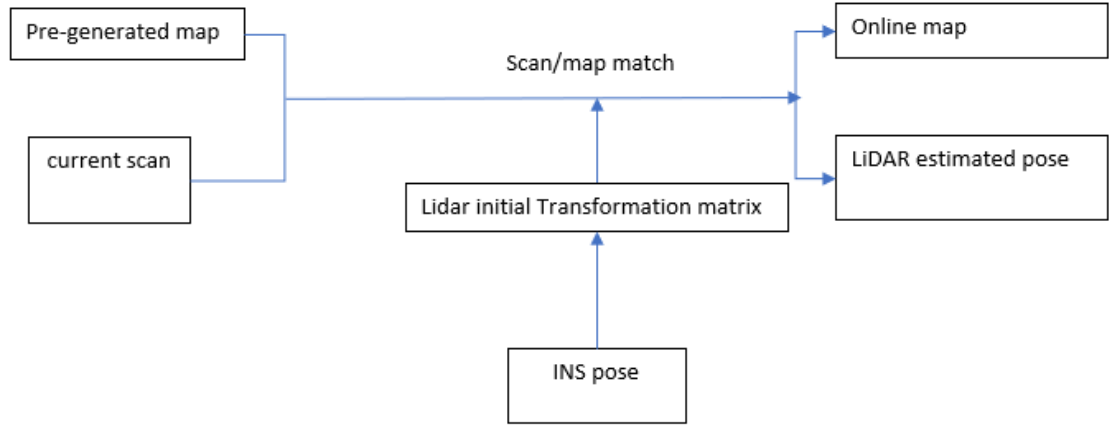 Pre-generated map
Online map
Scan/map match
current scan
LiDAR estimated pose
Lidar initial Transformation matrix
INS pose